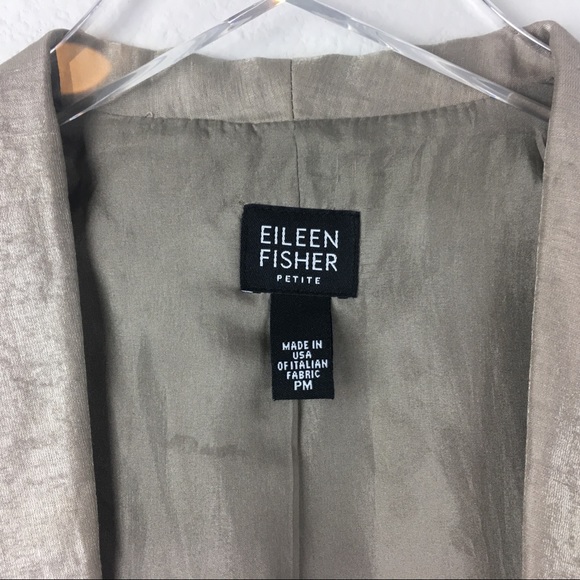 EILEEN
FISHER
PETITE
MADE IN
USA
OF ITALIAN
FABRIC
PM